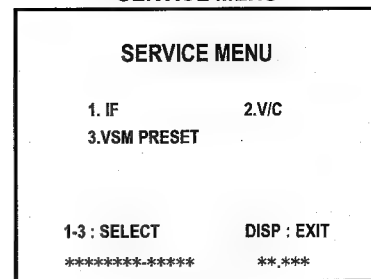 SERVICE MENU
1. IF 2.V/C
3.VSM PRESET
1-3 : SELECT DISP : EXIT
********-***** **.***